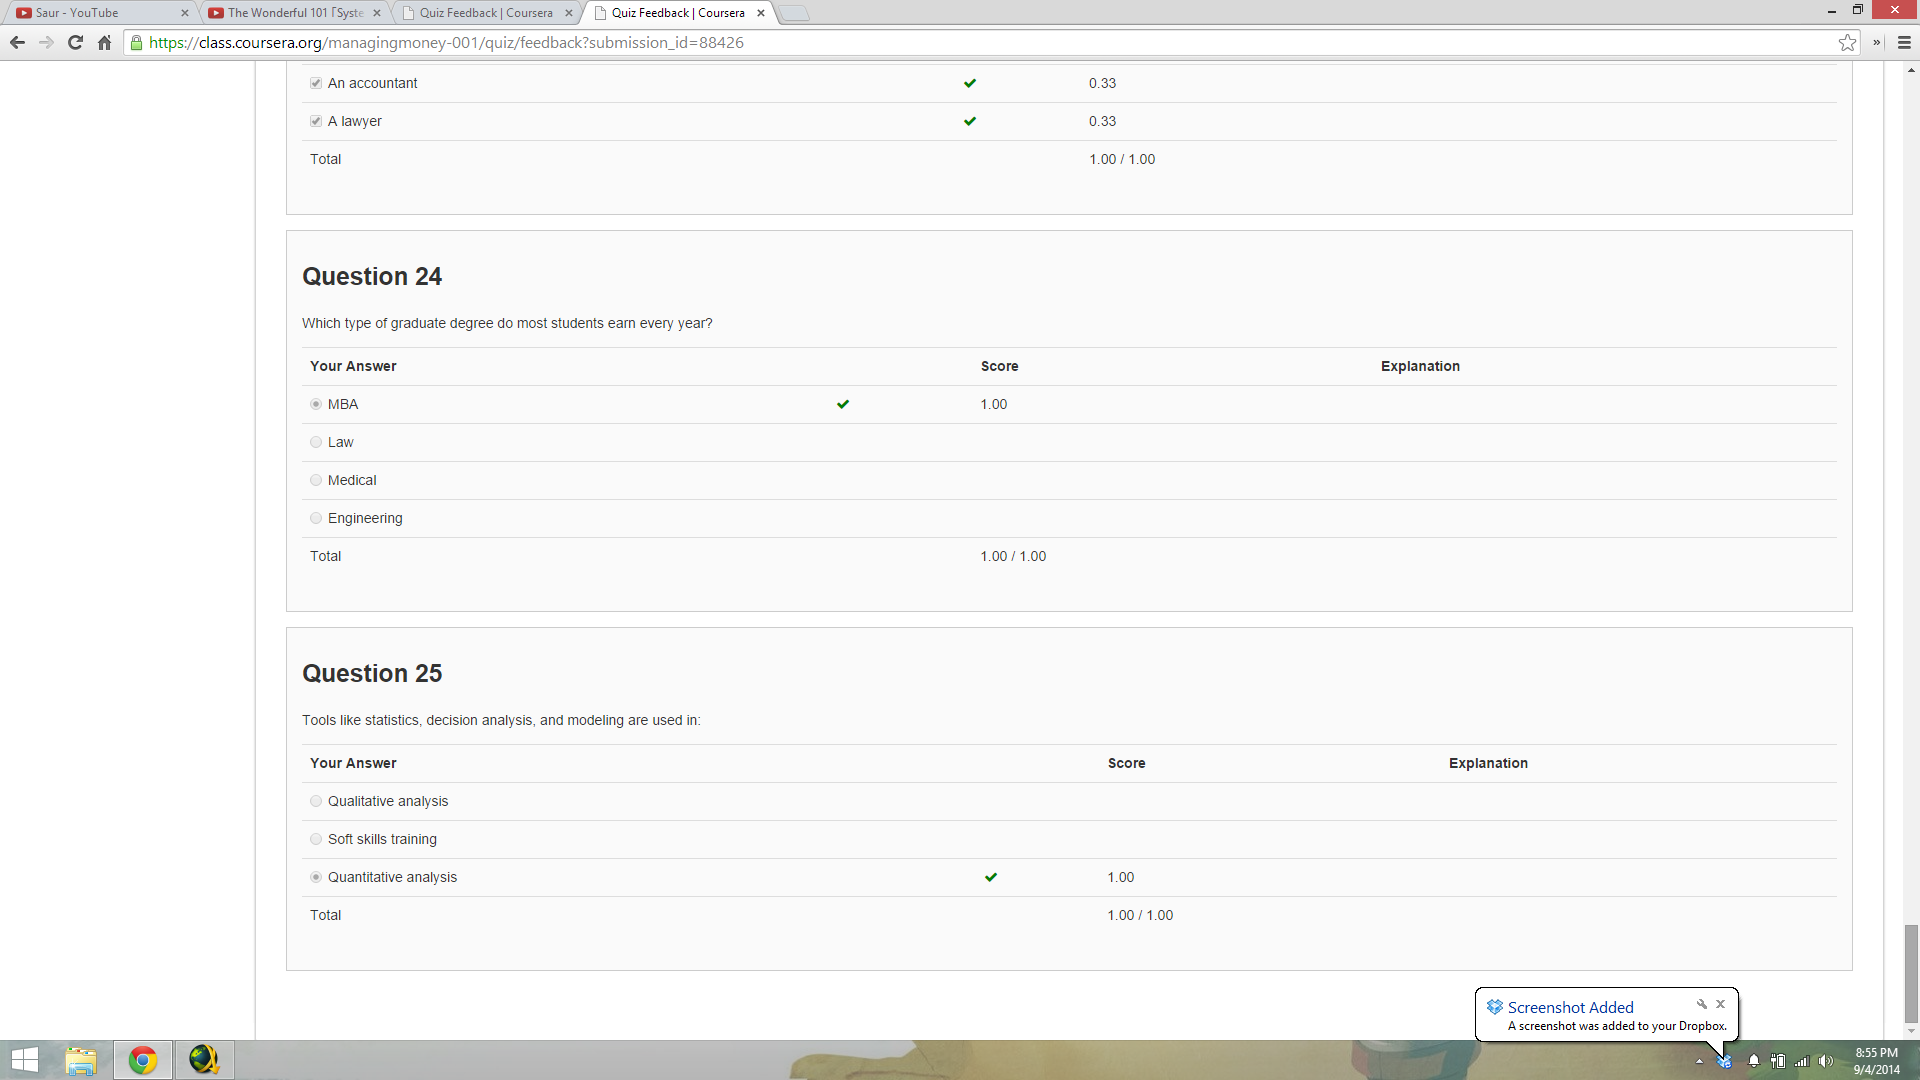 Saur - YouTube
The Wonderful 101 「Syste
Quiz Feedback | Coursera
Quiz Feedback | Coursera
https://class.coursera.org/managingmoney-001/quiz/feedback?submission_id=88426
An accountant 0.33
A lawyer 0.33
Total 1.00 / 1.00
Question 24
Which type of graduate degree do most students earn every year?
Your Answer Score Explanation
MBA 1.00
Law
Medical
Engineering
Total 1.00 / 1.00
Question 25
Tools like statistics, decision analysis, and modeling are used in:
Your Answer Score Explanation
Qualitative analysis
Soft skills training
Quantitative analysis 1.00
Total 1.00 / 1.00
Screenshot Added
A screenshot was added to your Dropbox.
8:55 PM
9/4/2014